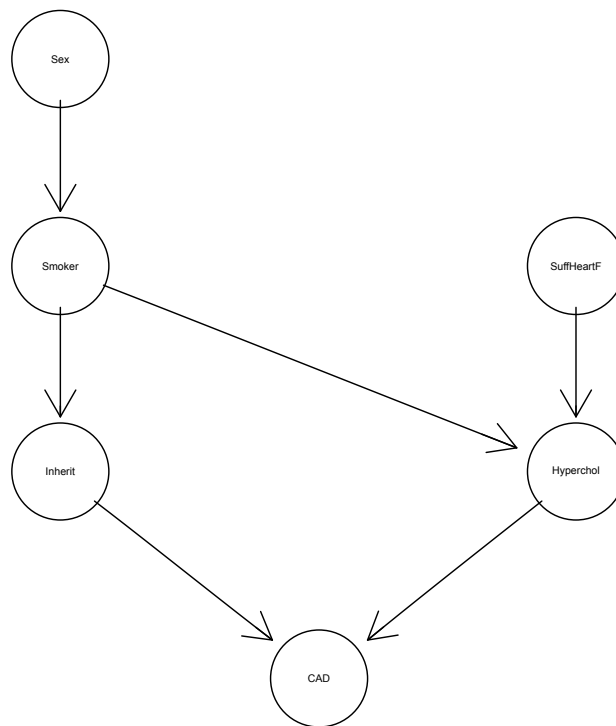 Sex
Smoker
SuffHeartF
Inherit
Hyperchol
CAD